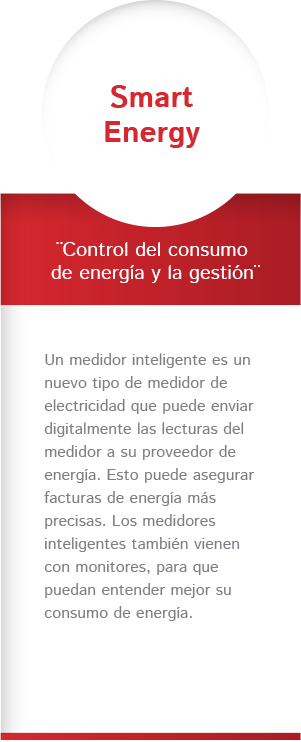 Smart
Energy
¨Control del consumo
de energía y la gestión¨
Un medidor inteligente es un
nuevo tipo de medidor de
electricidad que puede enviar
digitalmente las lecturas del
medidor a su proveedor de
energía. Esto puede asegurar
facturas de energía más
precisas. Los medidores
inteligentes también vienen
con monitores, para que
puedan entender mejor su
consumo de energía.